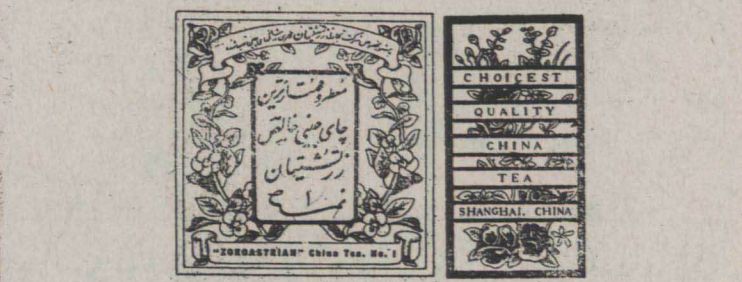 معطر و ممتازترین
چای چینی خالص
زرتشتیان
نمره ۱
"ZOROASTRIAN" China Tea. No. 1
CHOICEST
QUALITY
CHINA
TEA
SHANGHAI, CHINA